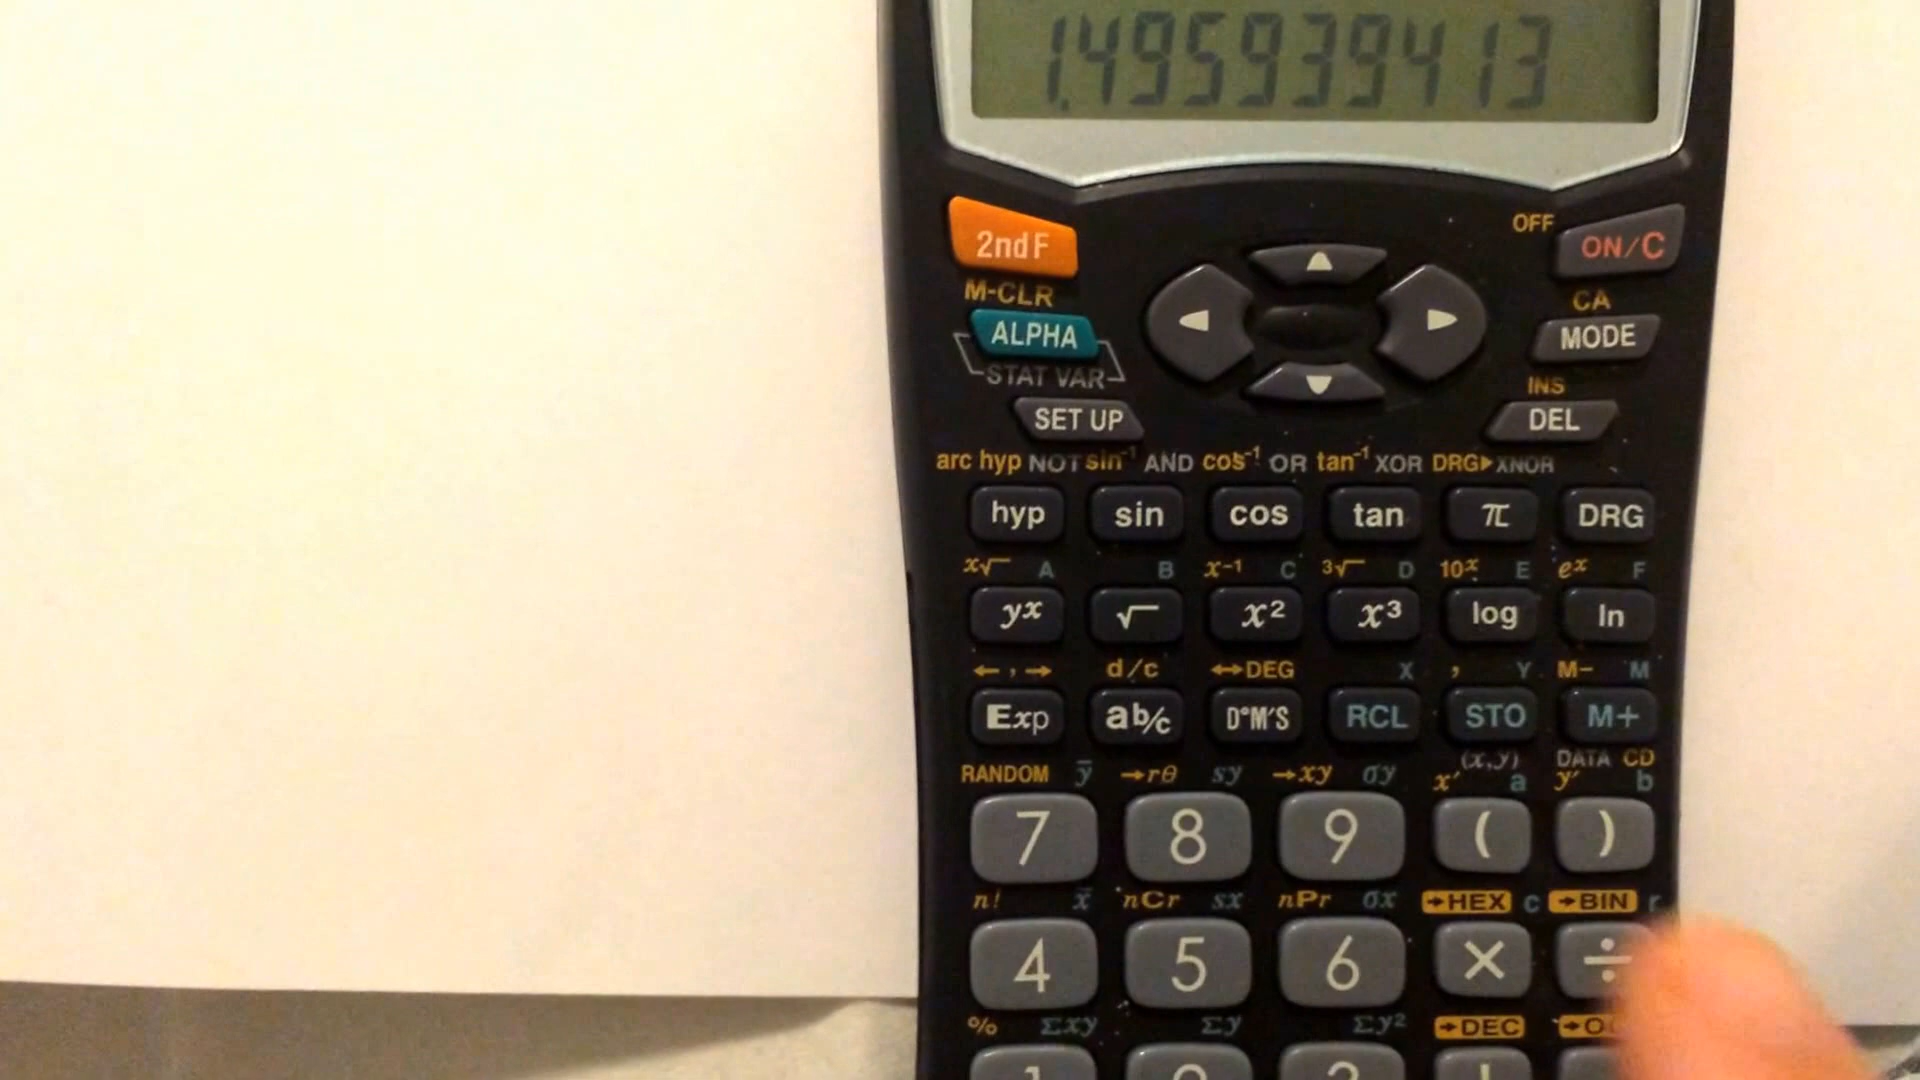 1.495939413
2ndF OFF ON/C
M-CLR CA
ALPHA MODE
STAT VAR INS
SET UP DEL
arc hyp NOT sin⁻¹ AND cos⁻¹ OR tan⁻¹ XOR DRG▶ XNOR
hyp sin cos tan π DRG
x√ A B x⁻¹ C 3√ D 10x E ex F
yx √ x² x³ log ln
←,→ d/c ↔DEG X , Y M− M
Exp ab/c D°M'S RCL STO M+
(x,y) DATA CD
RANDOM ȳ →rθ sy →xy σy x′ a y′ b
7 8 9 ( )
n! x̄ nCr sx nPr σx →HEX c →BIN r
4 5 6 × ÷
% Σxy Σy Σy² →DEC